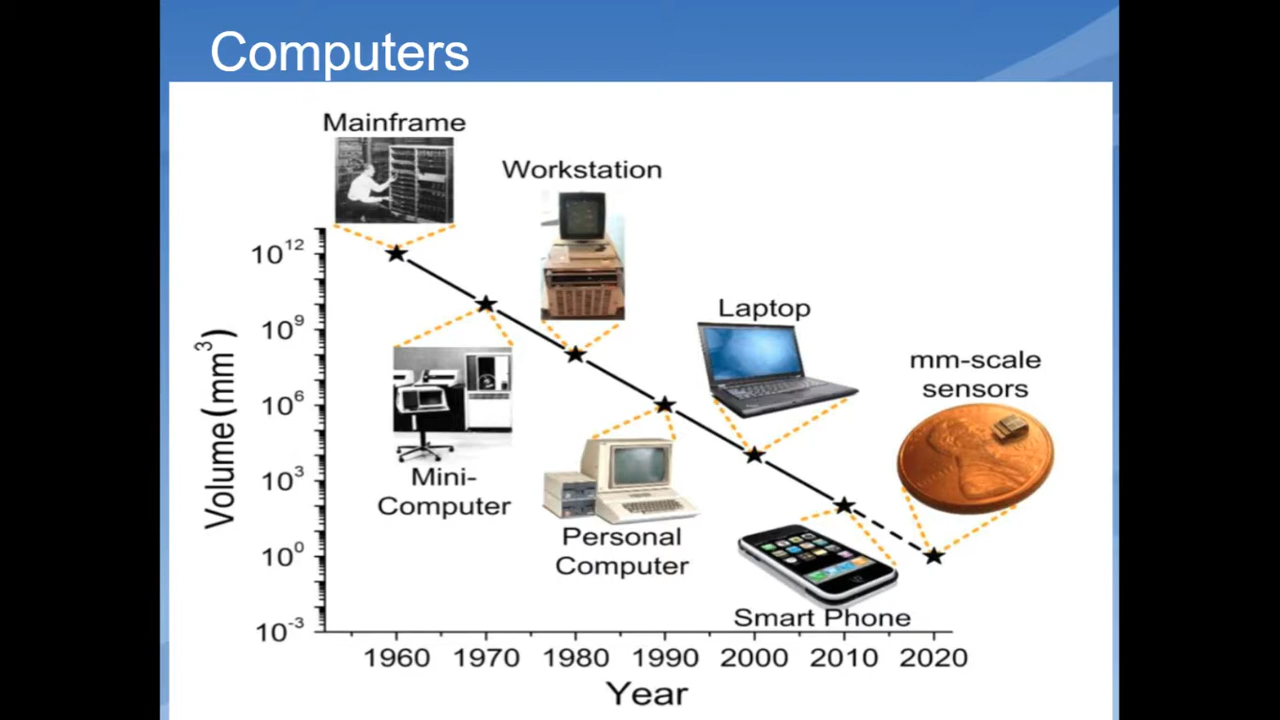 Computers
Mainframe
Workstation
Laptop
mm-scale
sensors
Mini-
Computer
Personal
Computer
Smart Phone
Volume (mm³)
10¹²
10⁹
10⁶
10³
10⁰
10⁻³
1960 1970 1980 1990 2000 2010 2020
Year